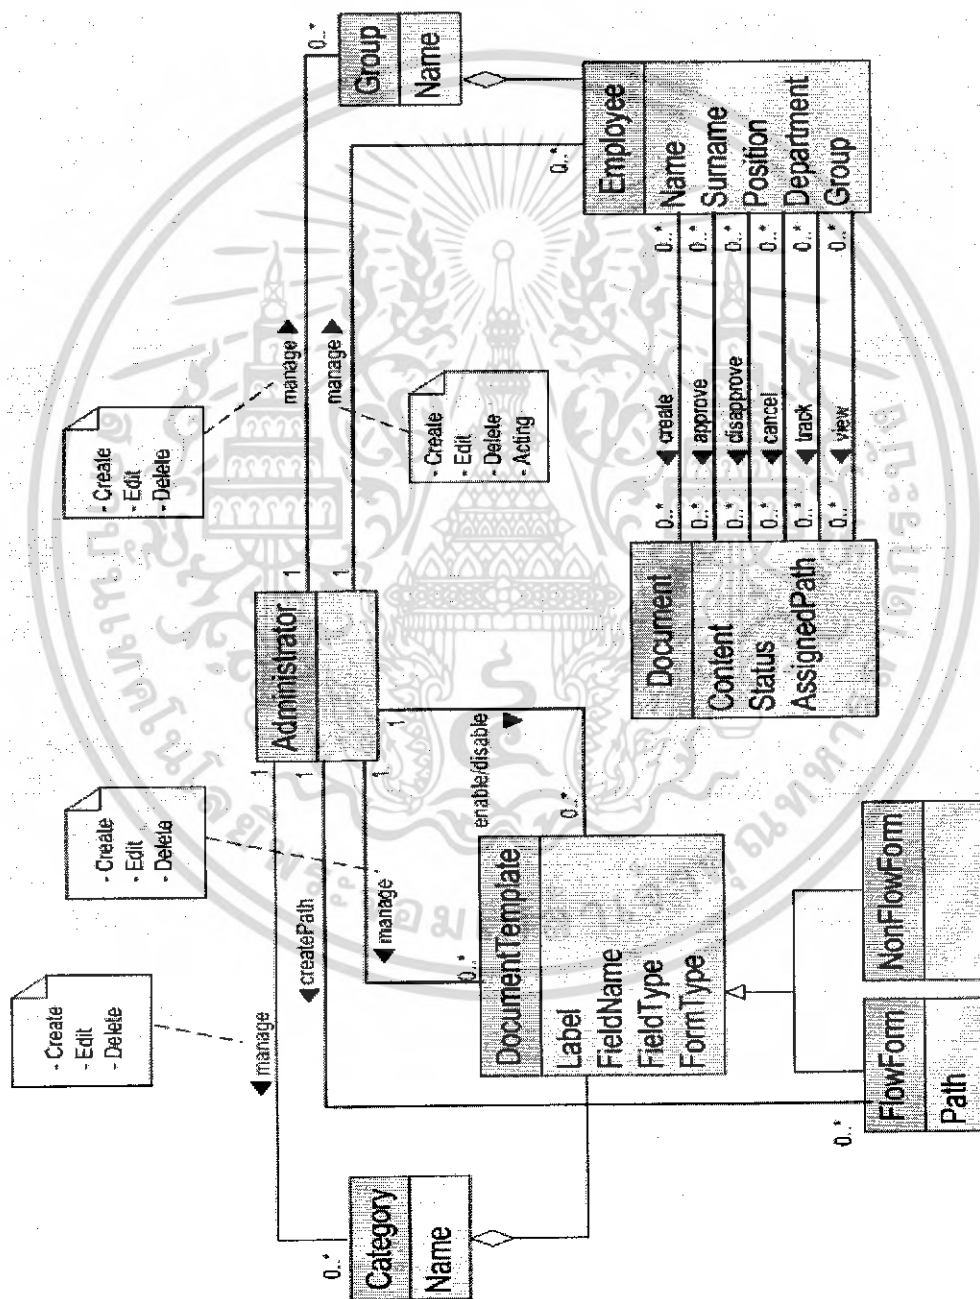 - Create
- Edit
- Delete
- Create
- Edit
- Delete
- Create
- Edit
- Delete
manage
1
createPath
1
manage
1
Administrator
1
manage
1
manage
0..*
Group
Name
0..*
Category
Name
- Create
- Edit
- Delete
- Acting
enable/disable
1
0..*
0..*
DocumentTemplate
Label
FieldName
FieldType
FormType
0..*
Employee
Name
Surname
Position
Department
Group
Document
Content
Status
AssignedPath
0..* create 0..*
0..* approve 0..*
0..* disapprove 0..*
0..* cancel 0..*
0..* track 0..*
0..* view 0..*
0..*
FlowForm
Path
NonFlowForm